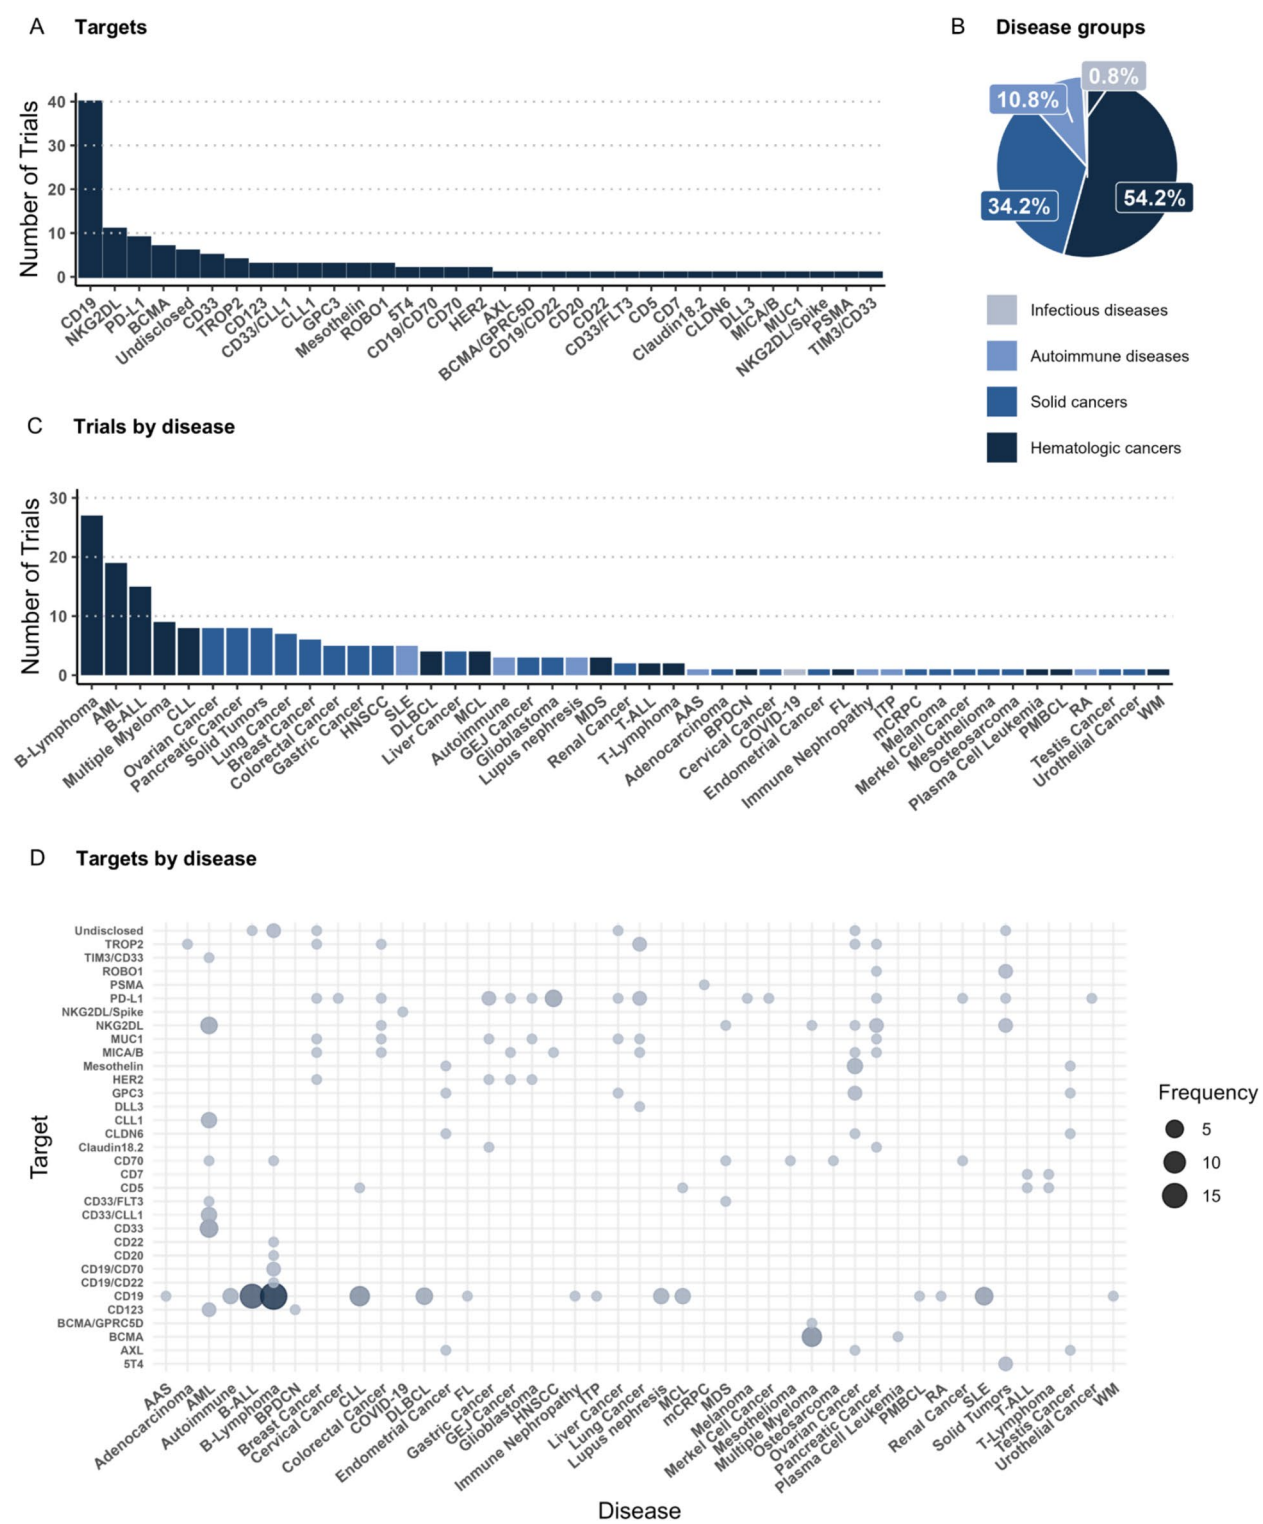 A Targets
Number of Trials
40
30
20
10
0
CD19 NKG2DL PD-L1 BCMA Undisclosed CD33 TROP2 CD123 CD33/CLL1 CLL1 GPC3 Mesothelin ROBO1 5T4 CD19/CD70 CD70 HER2 AXL BCMA/GPRC5D CD19/CD22 CD20 CD22 CD33/FLT3 CD5 CD7 Claudin18.2 CLDN6 DLL3 MICA/B MUC1 NKG2DL/Spike PSMA TIM3/CD33
B Disease groups
0.8%
10.8%
34.2%
54.2%
Infectious diseases
Autoimmune diseases
Solid cancers
Hematologic cancers
C Trials by disease
Number of Trials
30
20
10
0
B-Lymphoma AML B-ALL Multiple Myeloma CLL Ovarian Cancer Pancreatic Cancer Solid Tumors Lung Cancer Breast Cancer Colorectal Cancer Gastric Cancer HNSCC SLE DLBCL Liver Cancer MCL Autoimmune GEJ Cancer Glioblastoma Lupus nephresis MDS Renal Cancer T-ALL T-Lymphoma AAS Adenocarcinoma BPDCN Cervical Cancer COVID-19 Endometrial Cancer FL Immune Nephropathy ITP mCRPC Melanoma Merkel Cell Cancer Mesothelioma Osteosarcoma Plasma Cell Leukemia PMBCL RA Testis Cancer Urothelial Cancer WM
D Targets by disease
Target
Undisclosed
TROP2
TIM3/CD33
ROBO1
PSMA
PD-L1
NKG2DL/Spike
NKG2DL
MUC1
MICA/B
Mesothelin
HER2
GPC3
DLL3
CLL1
CLDN6
Claudin18.2
CD70
CD7
CD5
CD33/FLT3
CD33/CLL1
CD33
CD22
CD20
CD19/CD70
CD19/CD22
CD19
CD123
BCMA/GPRC5D
BCMA
AXL
5T4
AAS Adenocarcinoma AML Autoimmune B-ALL B-Lymphoma BPDCN Breast Cancer Cervical Cancer CLL Colorectal Cancer COVID-19 DLBCL Endometrial Cancer FL Gastric Cancer GEJ Cancer Glioblastoma HNSCC Immune Nephropathy ITP Liver Cancer Lung Cancer Lupus nephresis MCL mCRPC MDS Melanoma Merkel Cell Cancer Mesothelioma Multiple Myeloma Osteosarcoma Ovarian Cancer Pancreatic Cancer Plasma Cell Leukemia PMBCL RA Renal Cancer SLE Solid Tumors T-ALL T-Lymphoma Testis Cancer Urothelial Cancer WM
Disease
Frequency
5
10
15